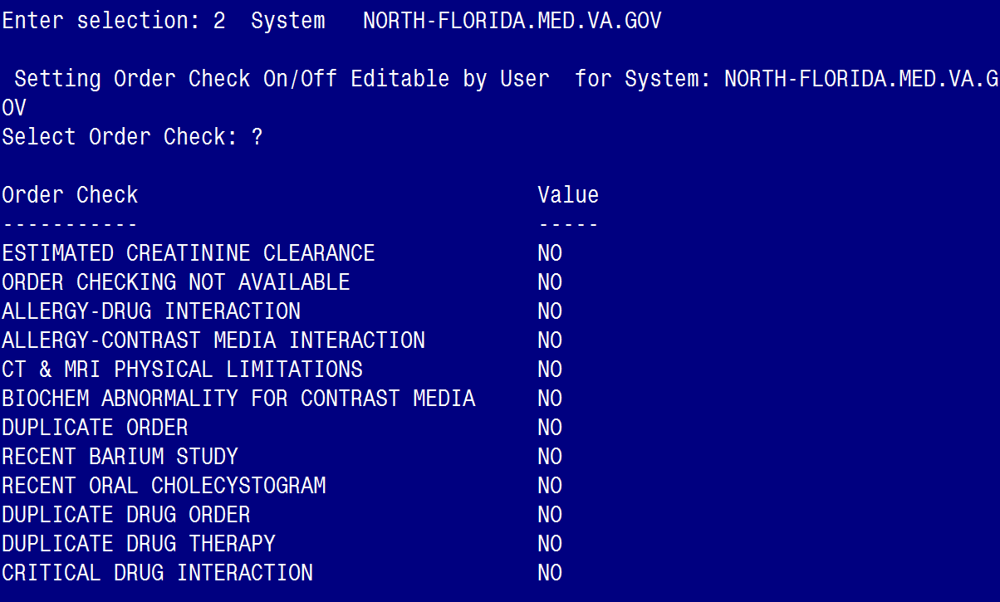 Enter selection: 2  System   NORTH-FLORIDA.MED.VA.GOV
 Setting Order Check On/Off Editable by User  for System: NORTH-FLORIDA.MED.VA.G
OV
Select Order Check: ?
Order Check                                Value
-----------                                -----
ESTIMATED CREATININE CLEARANCE             NO
ORDER CHECKING NOT AVAILABLE               NO
ALLERGY-DRUG INTERACTION                   NO
ALLERGY-CONTRAST MEDIA INTERACTION         NO
CT & MRI PHYSICAL LIMITATIONS              NO
BIOCHEM ABNORMALITY FOR CONTRAST MEDIA     NO
DUPLICATE ORDER                            NO
RECENT BARIUM STUDY                        NO
RECENT ORAL CHOLECYSTOGRAM                 NO
DUPLICATE DRUG ORDER                       NO
DUPLICATE DRUG THERAPY                     NO
CRITICAL DRUG INTERACTION                  NO